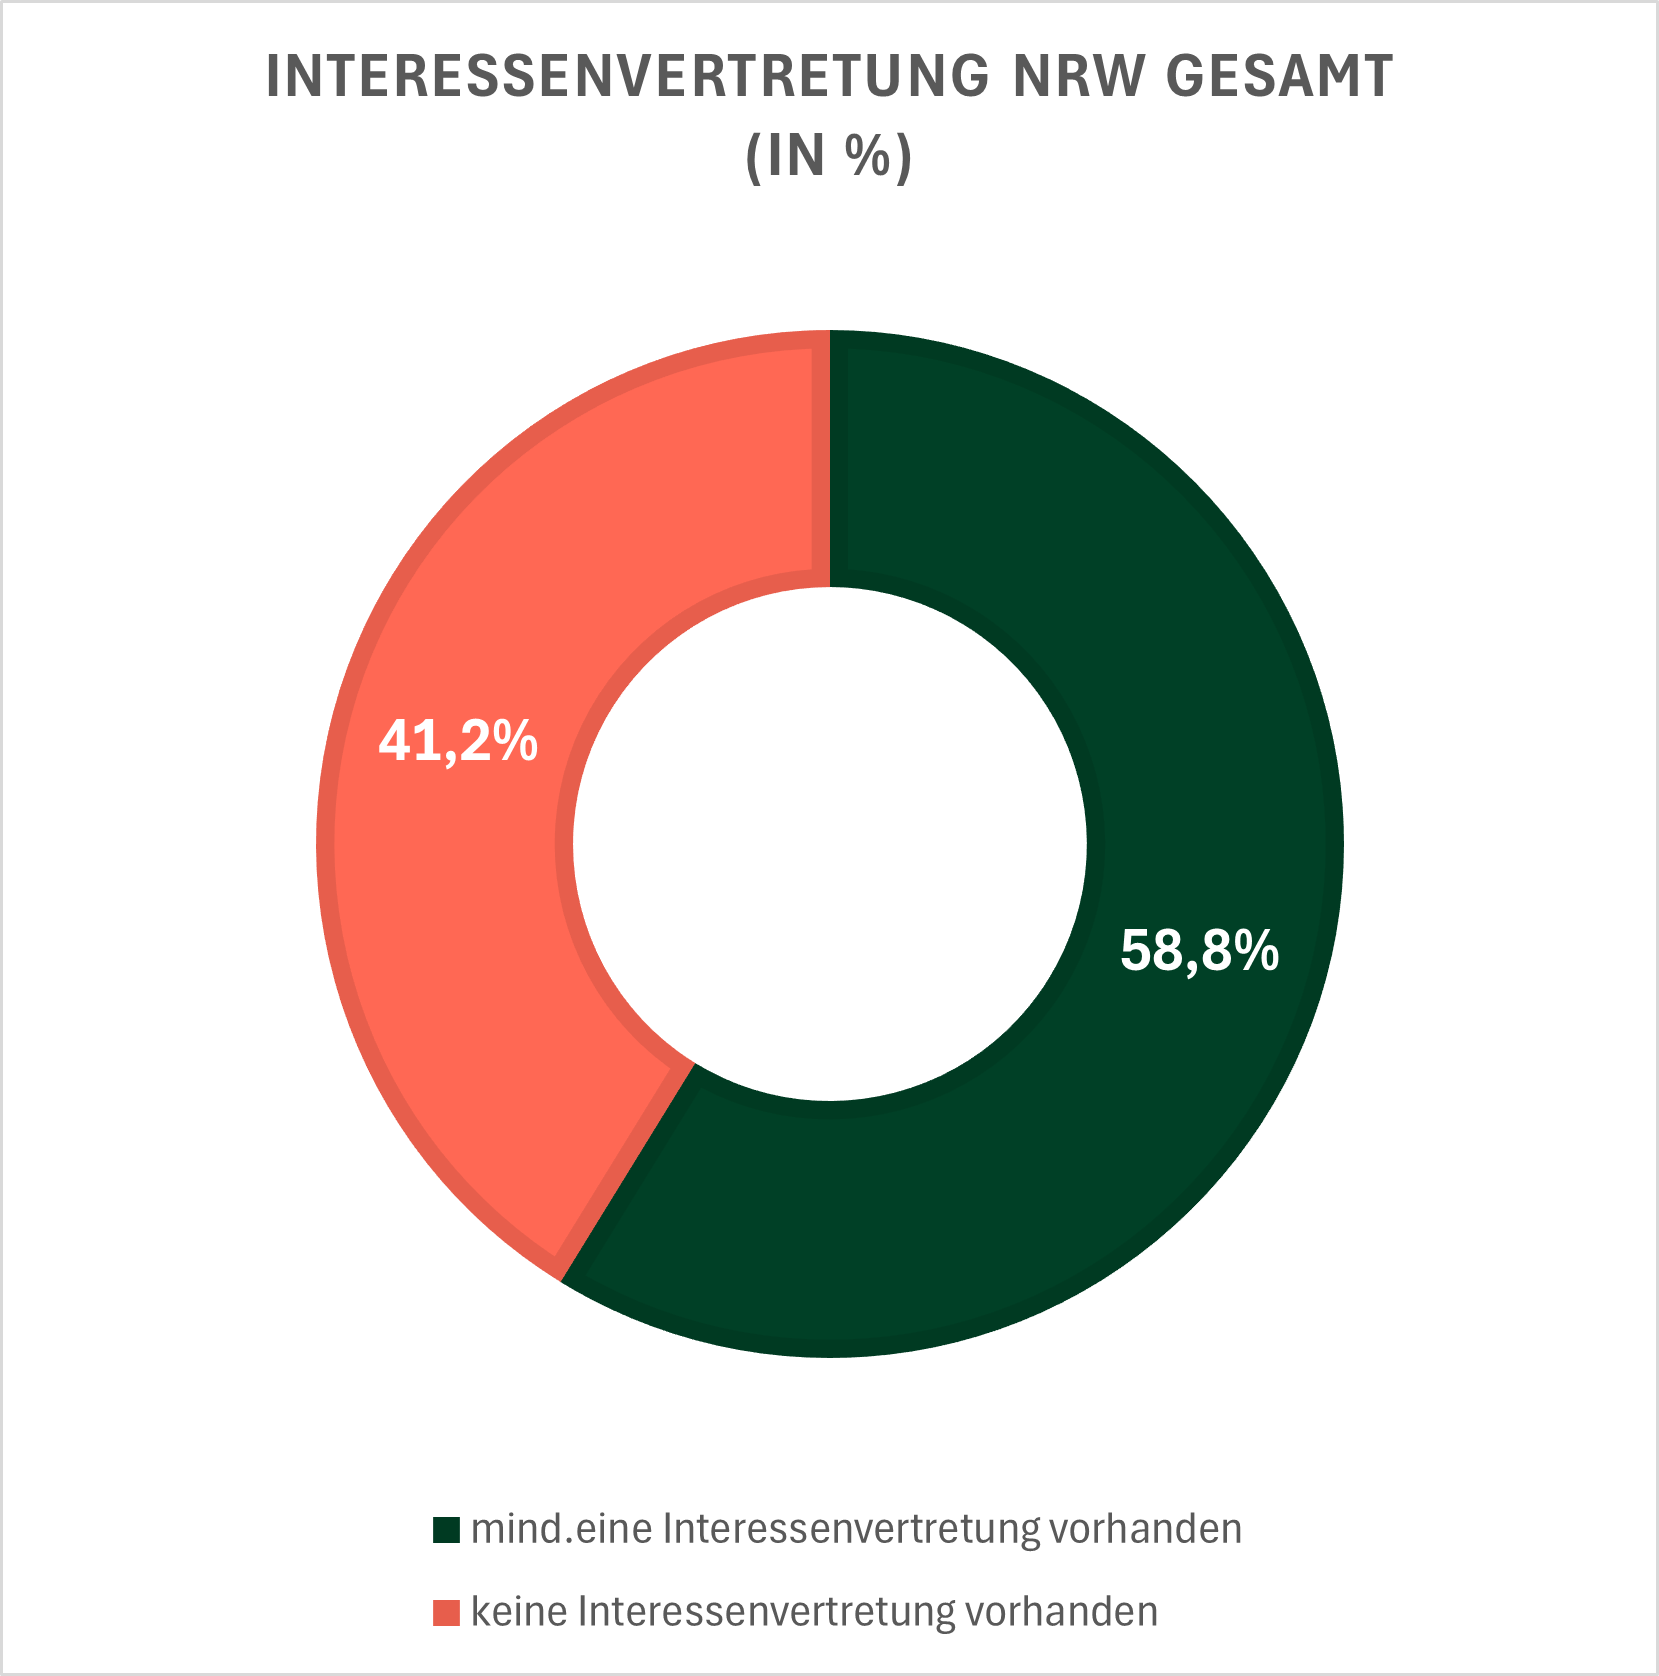 INTERESSENVERTRETUNG NRW GESAMT
(IN %)
41,2%
58,8%
mind.eine Interessenvertretung vorhanden
keine Interessenvertretung vorhanden